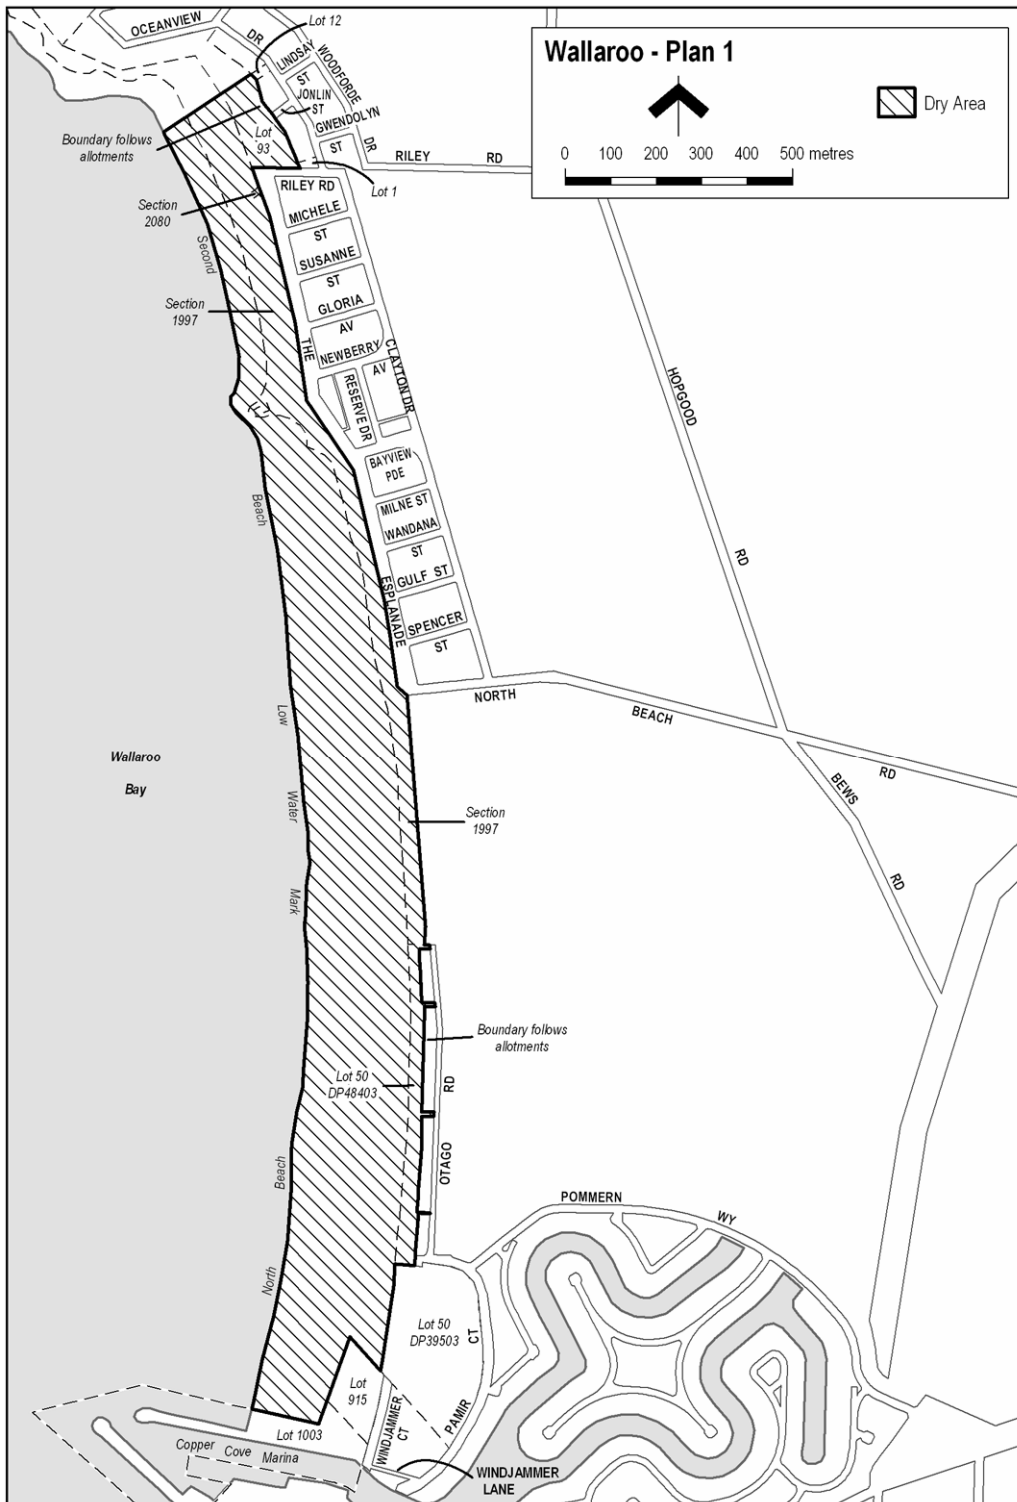 Wallaroo - Plan 1
Dry Area
0 100 200 300 400 500 metres
OCEANVIEW
DR
Lot 12
LINDSAY
ST
WOODFORDE
DR
JONLIN
ST
GWENDOLYN
ST
Boundary follows
allotments
Lot
93
RILEY RD
Lot 1
RILEY RD
Section
2080
MICHELE
ST
Second
SUSANNE
ST
Section
1997
GLORIA
AV
THE
NEWBERRY
AV
CLAYTON DR
RESERVE DR
HOPGOOD
RD
BAYVIEW
PDE
Beach
MILNE ST
WANDANA
ST
GULF ST
ESPLANADE
SPENCER
ST
NORTH
BEACH
RD
Low
Wallaroo
Bay
BEWS
RD
Water
Section
1997
Mark
Boundary follows
allotments
Lot 50
DP48403
RD
OTAGO
Beach
POMMERN
WY
North
Lot 50
DP39503
CT
PAMIR
Lot
915
WINDJAMMER
CT
Lot 1003
Copper Cove Marina
WINDJAMMER
LANE